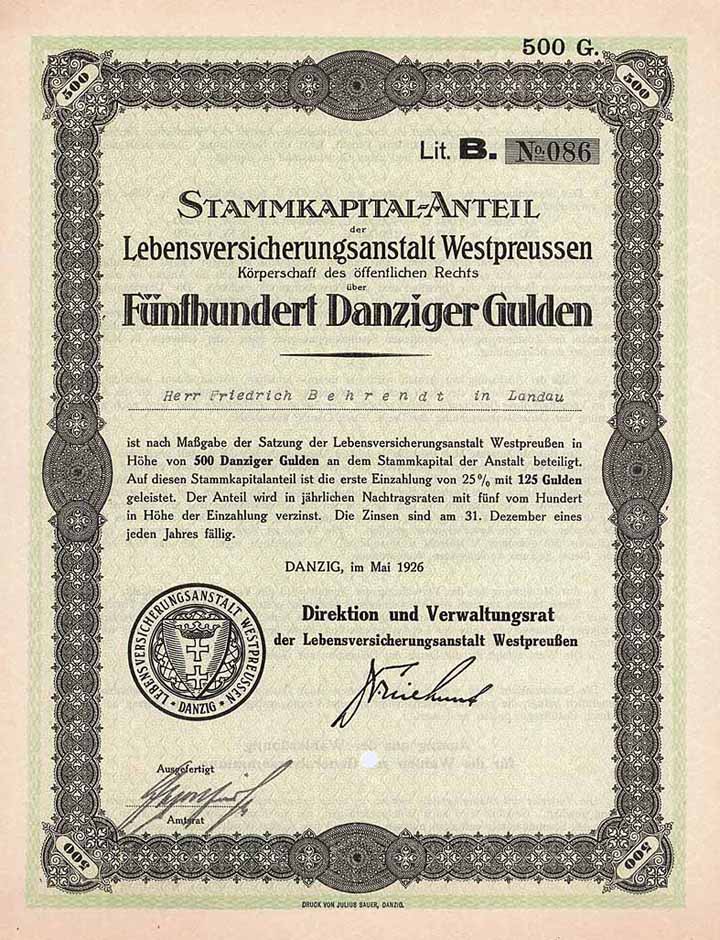 500 G.
500
500
Lit. B. No. 086
STAMMKAPITAL-ANTEIL
der
Lebensversicherungsanstalt Westpreussen
Körperschaft des öffentlichen Rechts
über
Fünfhundert Danziger Gulden
Herr Friedrich Behrendt in Landau
ist nach Maßgabe der Satzung der Lebensversicherungsanstalt Westpreußen in
Höhe von 500 Danziger Gulden an dem Stammkapital der Anstalt beteiligt.
Auf diesen Stammkapitalanteil ist die erste Einzahlung von 25% mit 125 Gulden
geleistet. Der Anteil wird in jährlichen Nachtragsraten mit fünf vom Hundert
in Höhe der Einzahlung verzinst. Die Zinsen sind am 31. Dezember eines
jeden Jahres fällig.
DANZIG, im Mai 1926
Direktion und Verwaltungsrat
der Lebensversicherungsanstalt Westpreußen
LEBENSVERSICHERUNGSANSTALT WESTPREUSSEN
DANZIG
Ausgefertigt
Amtsrat
500
500
DRUCK VON JULIUS SAUER, DANZIG.